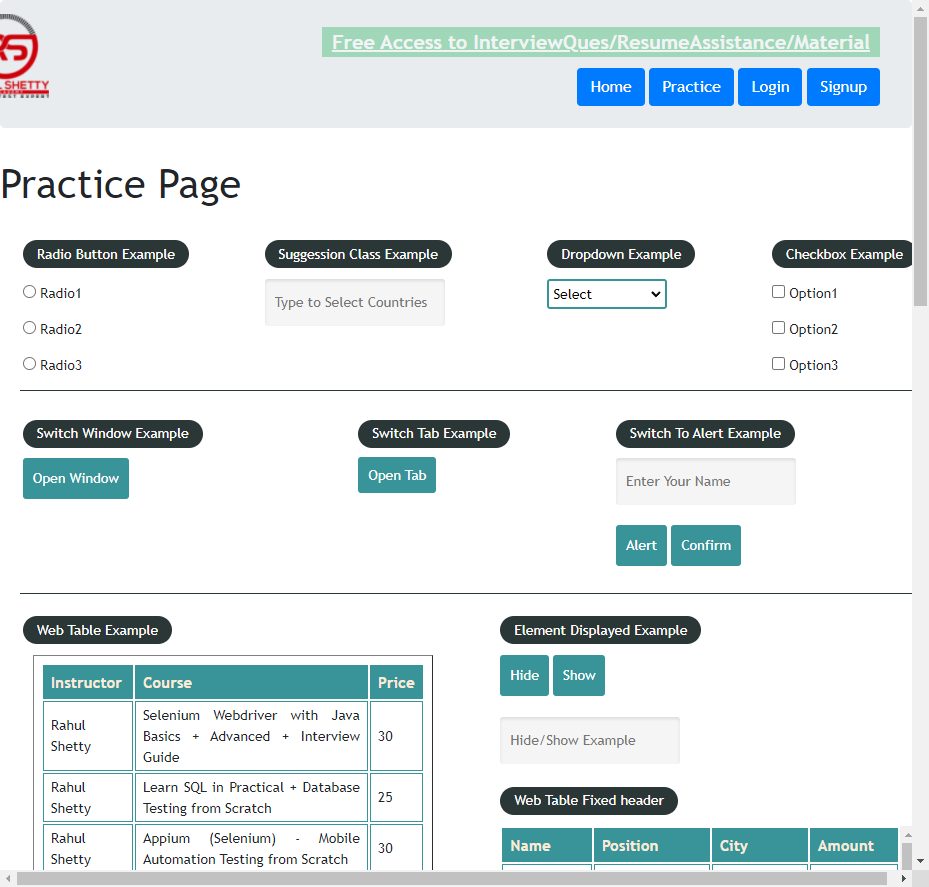 Free Access to InterviewQues/ResumeAssistance/Material
L SHETTY
Home Practice Login Signup
Practice Page
Radio Button Example
Radio1
Radio2
Radio3
Suggession Class Example
Type to Select Countries
Dropdown Example
Select
Checkbox Example
Option1
Option2
Option3
Switch Window Example
Open Window
Switch Tab Example
Open Tab
Switch To Alert Example
Enter Your Name
Alert Confirm
Web Table Example
Instructor Course Price
Rahul Shetty
Selenium Webdriver with Java
Basics + Advanced + Interview
Guide
30
Rahul Shetty
Learn SQL in Practical + Database
Testing from Scratch
25
Rahul Shetty
Appium (Selenium) - Mobile
Automation Testing from Scratch
30
Element Displayed Example
Hide Show
Hide/Show Example
Web Table Fixed header
Name Position City Amount